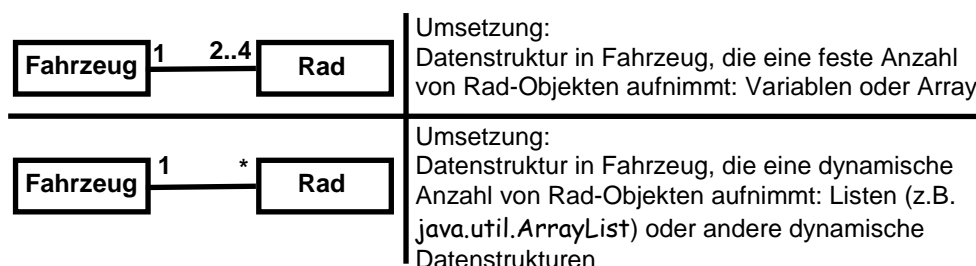 Fahrzeug 1 2..4 Rad
Umsetzung:
Datenstruktur in Fahrzeug, die eine feste Anzahl
von Rad-Objekten aufnimmt: Variablen oder Array
Fahrzeug 1 * Rad
Umsetzung:
Datenstruktur in Fahrzeug, die eine dynamische
Anzahl von Rad-Objekten aufnimmt: Listen (z.B.
java.util.ArrayList) oder andere dynamische
Datenstrukturen